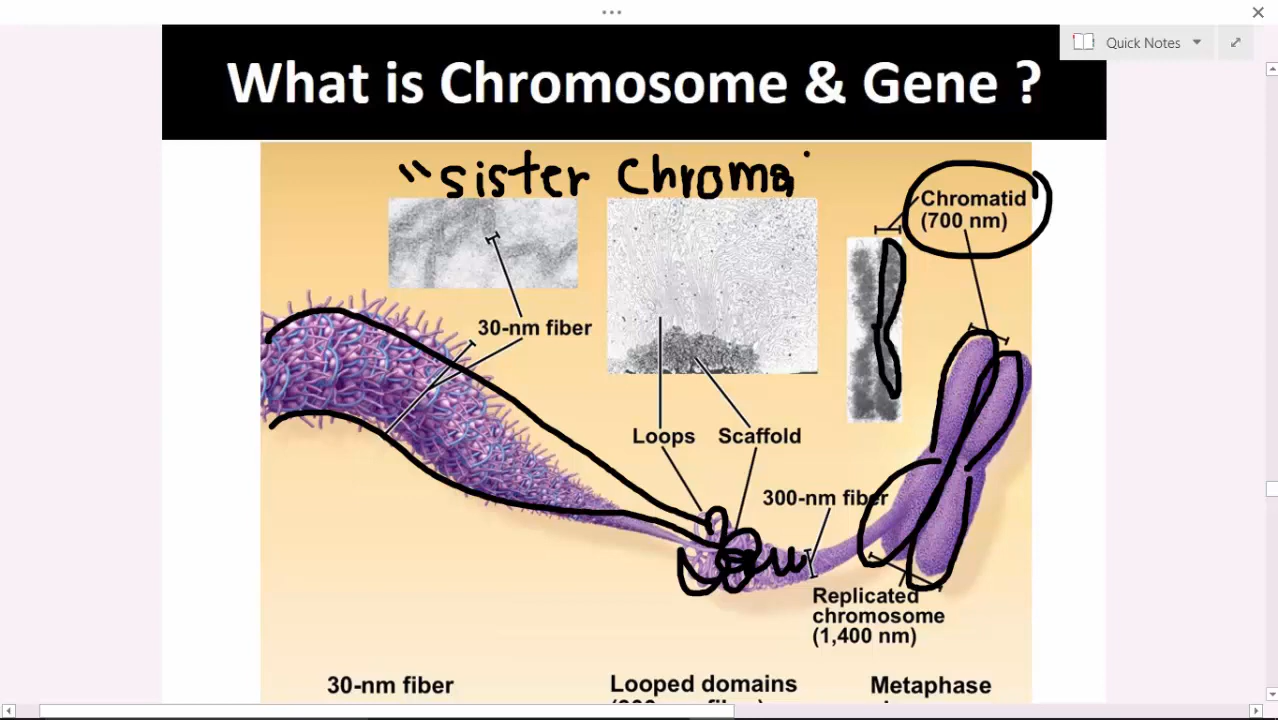 Quick Notes
What is Chromosome & Gene ?
"sister Chroma
Chromatid
(700 nm)
30-nm fiber
Loops
Scaffold
300-nm fiber
Replicated
chromosome
(1,400 nm)
30-nm fiber
Looped domains
Metaphase